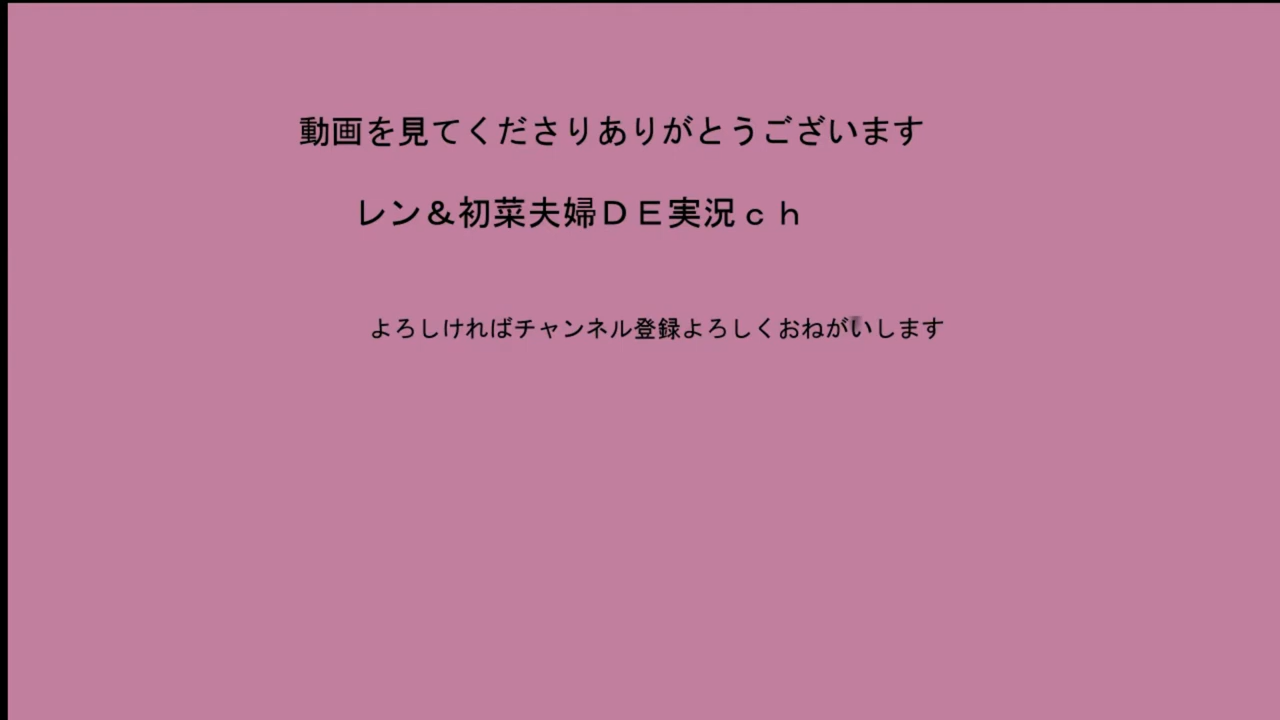 動画を見てくださりありがとうございます
レン＆初菜夫婦ＤＥ実況ｃｈ
よろしければチャンネル登録よろしくおねがいします